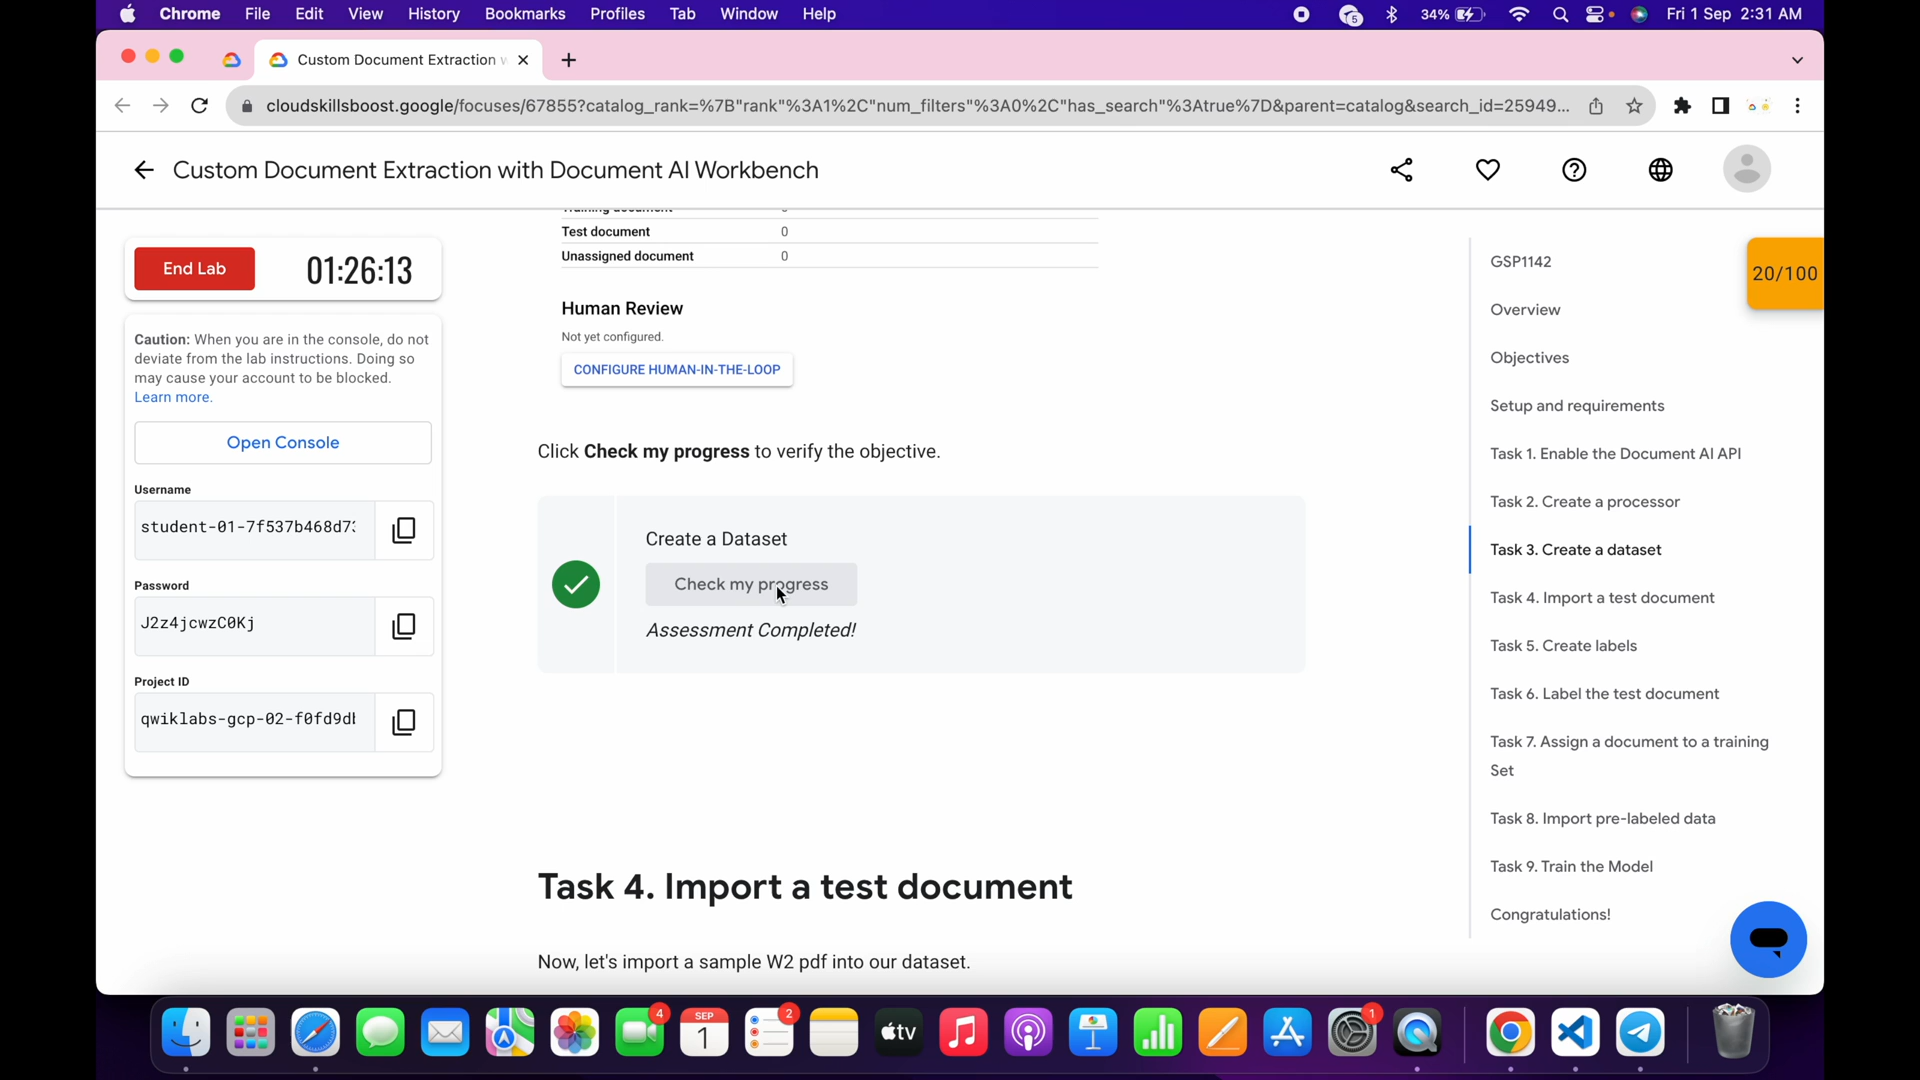 Chrome File Edit View History Bookmarks Profiles Tab Window Help
5 34% Fri 1 Sep 2:31 AM
Custom Document Extraction w
cloudskillsboost.google/focuses/67855?catalog_rank=%7B"rank"%3A1%2C"num_filters"%3A0%2C"has_search"%3Atrue%7D&parent=catalog&search_id=25949...
Custom Document Extraction with Document AI Workbench
End Lab 01:26:13
Caution: When you are in the console, do not
deviate from the lab instructions. Doing so
may cause your account to be blocked.
Learn more.
Open Console
Username
student-01-7f537b468d73
Password
J2z4jcwzC0Kj
Project ID
qwiklabs-gcp-02-f0fd9db
Test document 0
Unassigned document 0
Human Review
Not yet configured.
CONFIGURE HUMAN-IN-THE-LOOP
Click Check my progress to verify the objective.
Create a Dataset
Check my progress
Assessment Completed!
Task 4. Import a test document
Now, let's import a sample W2 pdf into our dataset.
GSP1142
20/100
Overview
Objectives
Setup and requirements
Task 1. Enable the Document AI API
Task 2. Create a processor
Task 3. Create a dataset
Task 4. Import a test document
Task 5. Create labels
Task 6. Label the test document
Task 7. Assign a document to a training
Set
Task 8. Import pre-labeled data
Task 9. Train the Model
Congratulations!
4 SEP 1 2 tv 1